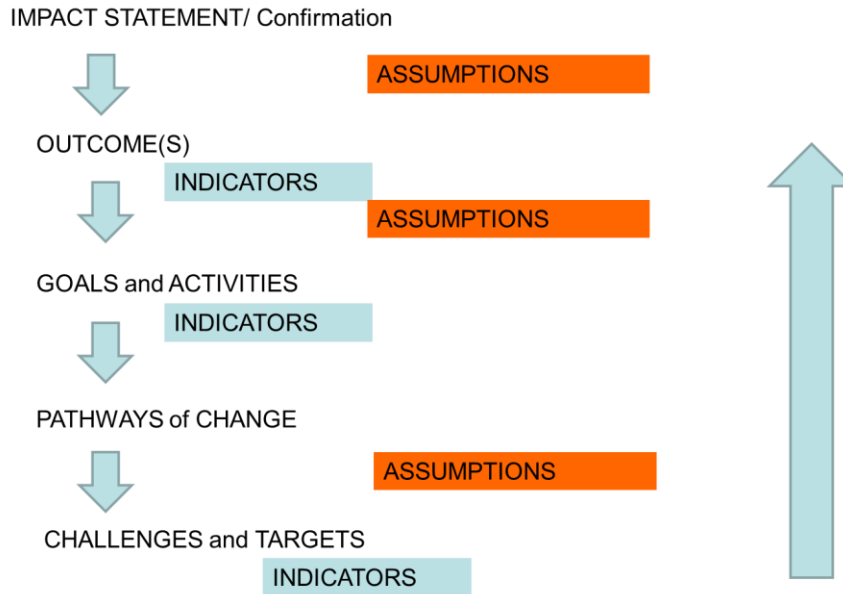 IMPACT STATEMENT/ Confirmation
ASSUMPTIONS
OUTCOME(S)
INDICATORS
ASSUMPTIONS
GOALS and ACTIVITIES
INDICATORS
PATHWAYS of CHANGE
ASSUMPTIONS
CHALLENGES and TARGETS
INDICATORS